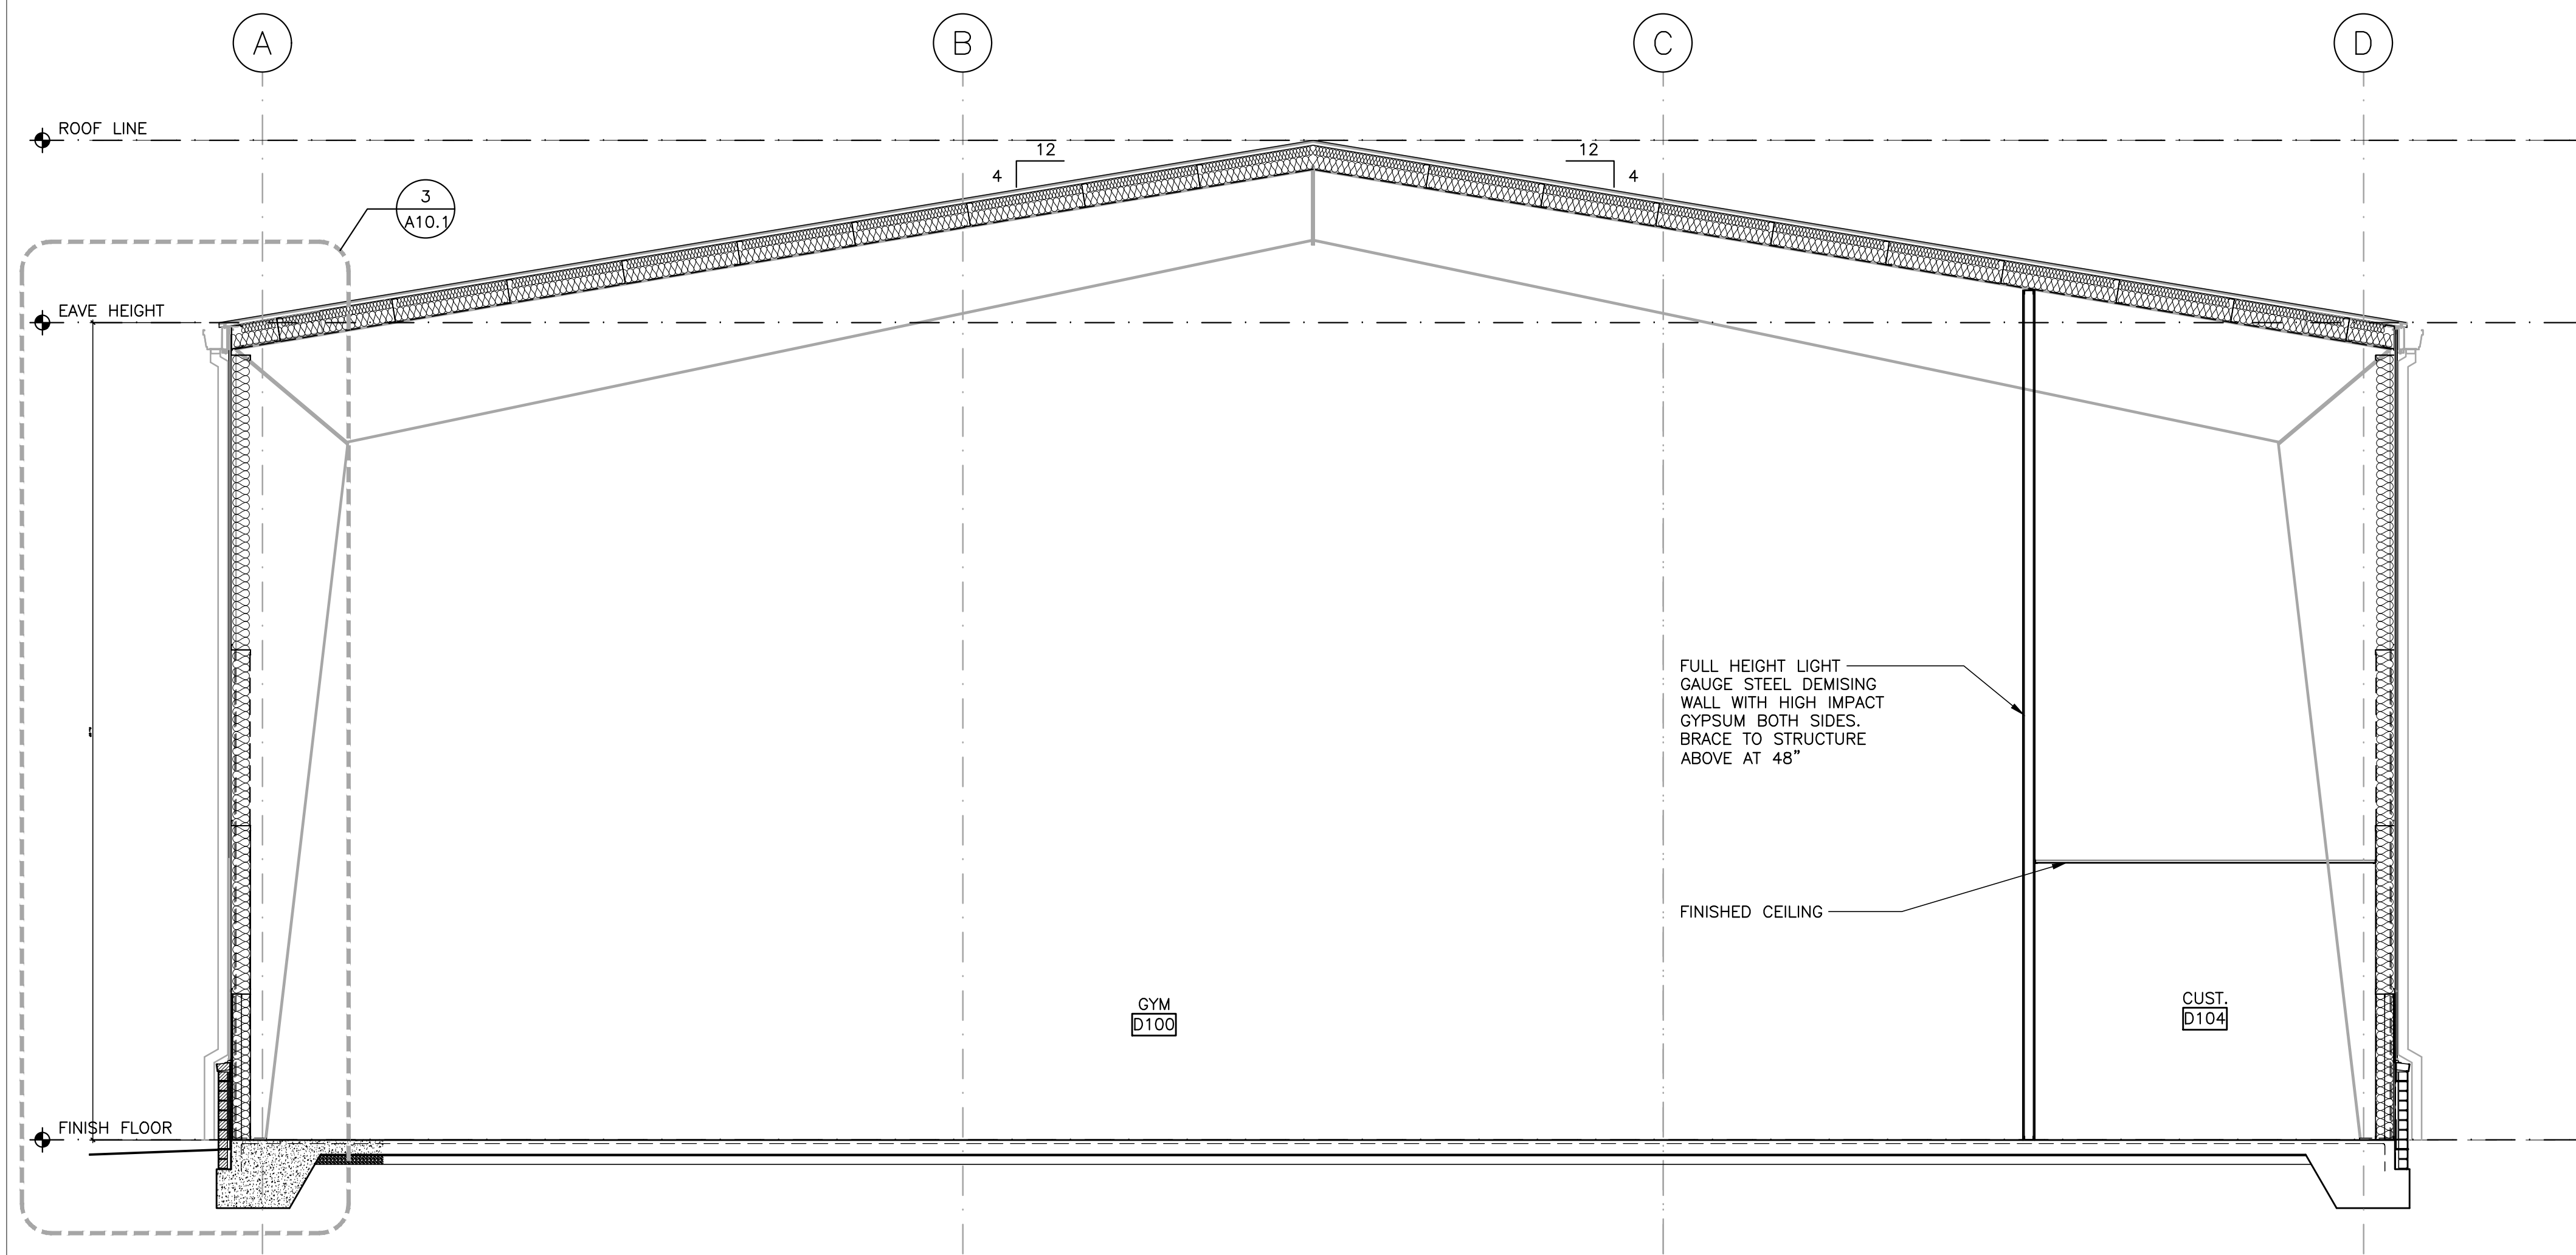 A
B
C
D
ROOF LINE
12
4
12
4
3
A10.1
EAVE HEIGHT
FULL HEIGHT LIGHT
GAUGE STEEL DEMISING
WALL WITH HIGH IMPACT
GYPSUM BOTH SIDES.
BRACE TO STRUCTURE
ABOVE AT 48”
FINISHED CEILING
GYM
D100
CUST.
D104
FINISH FLOOR